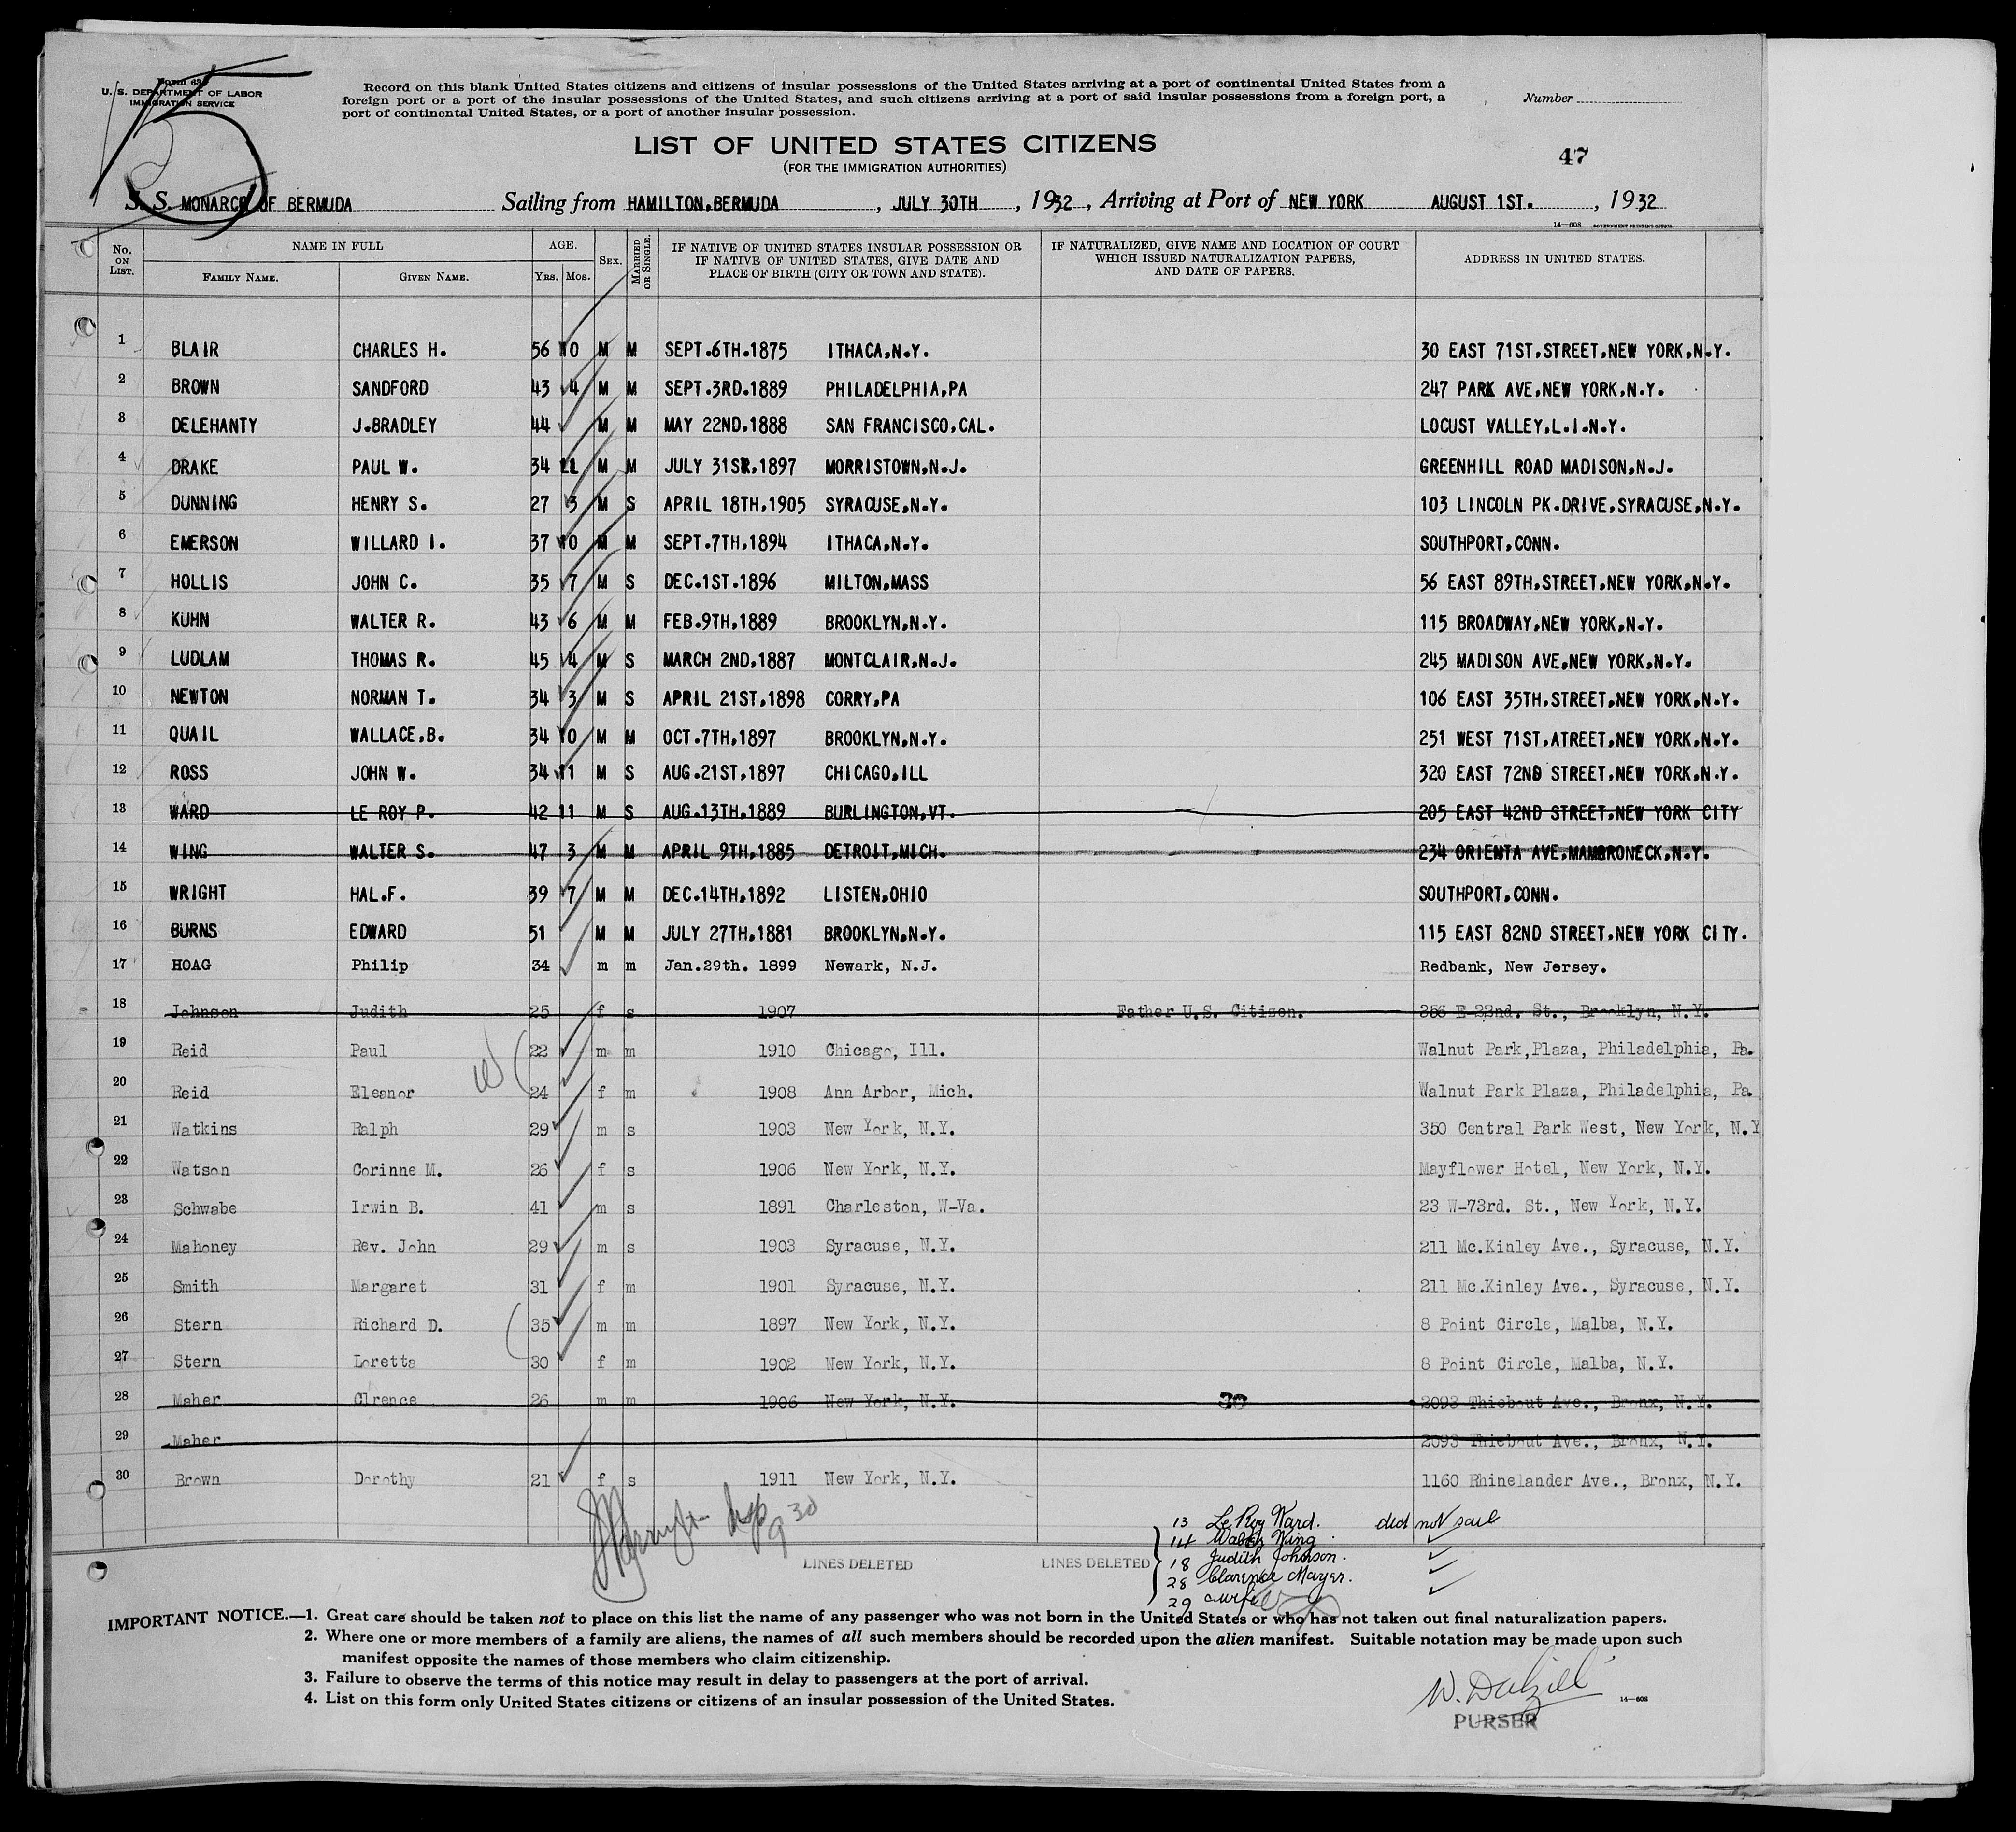 Form 63
U. S. DEPARTMENT OF LABOR
IMMIGRATION SERVICE
Record on this blank United States citizens and citizens of insular possessions of the United States arriving at a port of continental United States from a
foreign port or a port of the insular possessions of the United States, and such citizens arriving at a port of said insular possessions from a foreign port, a
port of continental United States, or a port of another insular possession.
Number
LIST OF UNITED STATES CITIZENS
(FOR THE IMMIGRATION AUTHORITIES)
47
S. S. MONARCH OF BERMUDA Sailing from HAMILTON.BERMUDA , JULY 30TH , 1932 , Arriving at Port of NEW YORK AUGUST 1ST. , 1932
14—608 GOVERNMENT PRINTING OFFICE
No. ON LIST. NAME IN FULL AGE. SEX. MARRIED OR SINGLE. IF NATIVE OF UNITED STATES INSULAR POSSESSION OR IF NATIVE OF UNITED STATES, GIVE DATE AND PLACE OF BIRTH (CITY OR TOWN AND STATE). IF NATURALIZED, GIVE NAME AND LOCATION OF COURT WHICH ISSUED NATURALIZATION PAPERS, AND DATE OF PAPERS. ADDRESS IN UNITED STATES.
FAMILY NAME. GIVEN NAME. YRS. MOS.
1 BLAIR CHARLES H. 56 10 M M SEPT.6TH.1875 ITHACA,N.Y. 30 EAST 71ST.STREET,NEW YORK,N.Y.
2 BROWN SANDFORD 43 4 M M SEPT.3RD.1889 PHILADELPHIA,PA 247 PARK AVE,NEW YORK,N.Y.
3 DELEHANTY J.BRADLEY 44 M M MAY 22ND,1888 SAN FRANCISCO,CAL. LOCUST VALLEY,L.I.N.Y.
4 DRAKE PAUL W. 34 11 M M JULY 31ST,1897 MORRISTOWN,N.J. GREENHILL ROAD MADISON,N.J.
5 DUNNING HENRY S. 27 3 M S APRIL 18TH,1905 SYRACUSE,N.Y. 103 LINCOLN PK.DRIVE,SYRACUSE,N.Y.
6 EMERSON WILLARD I. 37 10 M M SEPT.7TH,1894 ITHACA,N.Y. SOUTHPORT,CONN.
7 HOLLIS JOHN C. 35 7 M S DEC.1ST.1896 MILTON,MASS 56 EAST 89TH,STREET,NEW YORK,N.Y.
8 KUHN WALTER R. 43 6 M M FEB.9TH,1889 BROOKLYN,N.Y. 115 BROADWAY,NEW YORK,N.Y.
9 LUDLAM THOMAS R. 45 4 M S MARCH 2ND,1887 MONTCLAIR,N.J. 245 MADISON AVE,NEW YORK,N.Y.
10 NEWTON NORMAN T. 34 3 M S APRIL 21ST,1898 CORRY,PA 106 EAST 35TH,STREET,NEW YORK,N.Y.
11 QUAIL WALLACE.B. 34 10 M M OCT.7TH,1897 BROOKLYN,N.Y. 251 WEST 71ST,ATREET,NEW YORK,N.Y.
12 ROSS JOHN W. 34 11 M S AUG.21ST,1897 CHICAGO,ILL 320 EAST 72ND STREET,NEW YORK,N.Y.
13 WARD LE ROY P. 42 11 M S AUG.13TH,1889 BURLINGTON,VT. 205 EAST 42ND STREET,NEW YORK CITY
14 WING WALTER S. 47 3 M M APRIL 9TH,1885 DETROIT,MICH. 234 ORIENTA AVE,MAMORONECK,N.Y.
15 WRIGHT HAL.F. 39 7 M M DEC.14TH,1892 LISTEN,OHIO SOUTHPORT,CONN.
16 BURNS EDWARD 51 M M JULY 27TH,1881 BROOKLYN,N.Y. 115 EAST 82ND STREET,NEW YORK CITY.
17 HOAG Philip 34 m m Jan.29th. 1899 Newark, N.J. Redbank, New Jersey.
18 Johnson Judith 25 f s 1907 Father U.S. Citizen. 256 E-22nd. St., Brooklyn, N.Y.
19 Reid Paul 22 m m 1910 Chicago, Ill. Walnut Park,Plaza, Philadelphia, Pa.
20 Reid Eleanor 24 f m 1908 Ann Arbor, Mich. Walnut Park Plaza, Philadelphia, Pa.
21 Watkins Ralph 29 m s 1903 New York, N.Y. 350 Central Park West, New York, N.Y
22 Watson Corinne M. 26 f s 1906 New York, N.Y. Mayflower Hotel, New York, N.Y.
23 Schwabe Irwin B. 41 m s 1891 Charleston, W-Va. 23 W-73rd. St., New York, N.Y.
24 Mahoney Rev. John 29 m s 1903 Syracuse, N.Y. 211 Mc.Kinley Ave., Syracuse, N.Y.
25 Smith Margaret 31 f m 1901 Syracuse, N.Y. 211 Mc.Kinley Ave., Syracuse, N.Y.
26 Stern Richard D. 35 m m 1897 New York, N.Y. 8 Point Circle, Malba, N.Y.
27 Stern Loretta 30 f m 1902 New York, N.Y. 8 Point Circle, Malba, N.Y.
28 Maher Clrence 26 m m 1906 New York, N.Y. 30 2093 Thiebout Ave., Bronx, N.Y.
29 Maher 2093 Thiebout Ave., Bronx, N.Y.
30 Brown Dorothy 21 f s 1911 New York, N.Y. 1160 Rhinelander Ave., Bronx, N.Y.
13 LeRoy Ward. did not sail
14 Walter Wing
18 Judith Johnson.
28 Clarence Mayer.
29 wife
LINES DELETED LINES DELETED
IMPORTANT NOTICE.—1. Great care should be taken not to place on this list the name of any passenger who was not born in the United States or who has not taken out final naturalization papers.
2. Where one or more members of a family are aliens, the names of all such members should be recorded upon the alien manifest. Suitable notation may be made upon such
manifest opposite the names of those members who claim citizenship.
3. Failure to observe the terms of this notice may result in delay to passengers at the port of arrival.
4. List on this form only United States citizens or citizens of an insular possession of the United States.
W. Dalziel
14—608
PURSER